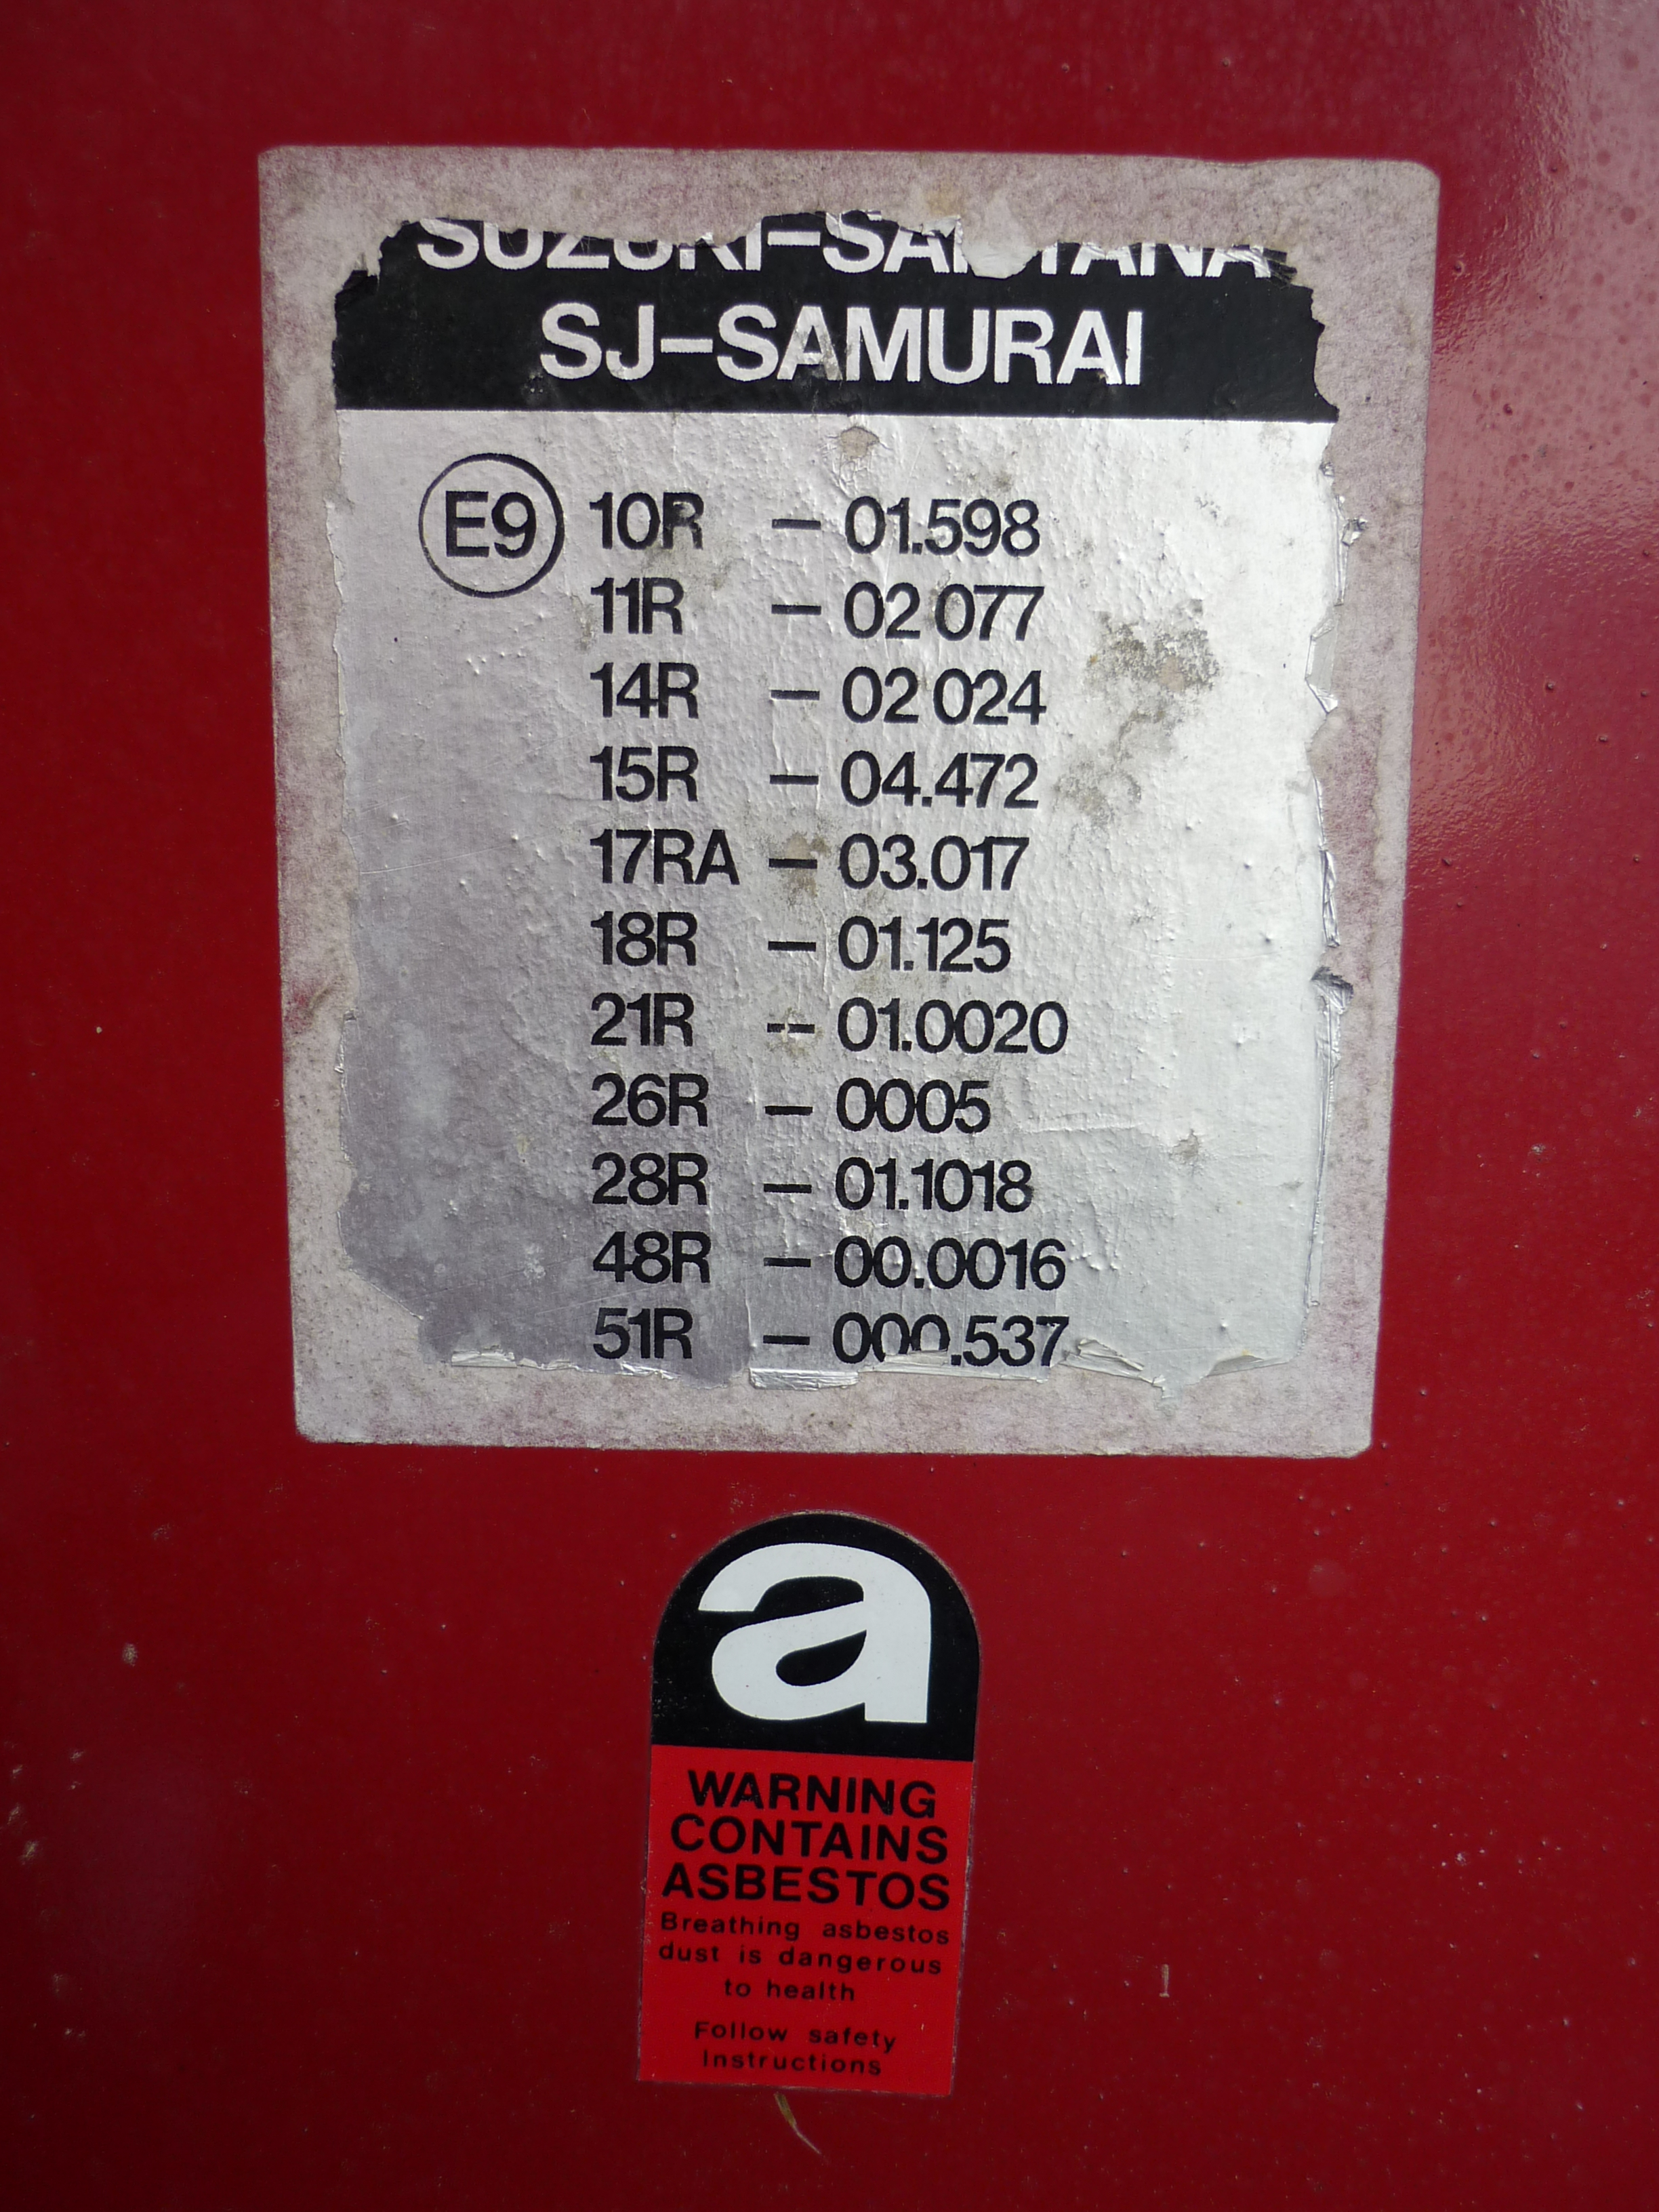 SUZUKI-SANTANA
SJ-SAMURAI
E9 10R - 01.598
11R - 02 077
14R - 02 024
15R - 04.472
17RA - 03.017
18R - 01.125
21R -- 01.0020
26R - 0005
28R - 01.1018
48R - 00.0016
51R - 000.537
a
WARNING
CONTAINS
ASBESTOS
Breathing asbestos
dust is dangerous
to health
Follow safety
Instructions